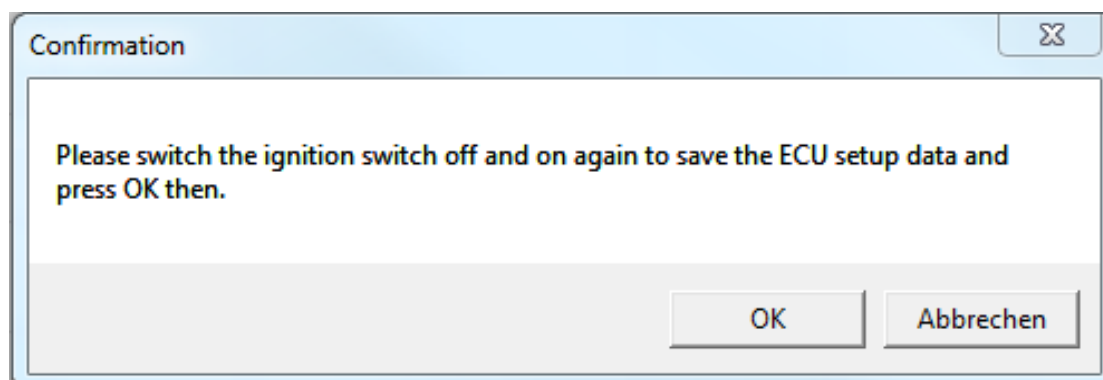 Confirmation
Please switch the ignition switch off and on again to save the ECU setup data and
press OK then.
OK
Abbrechen